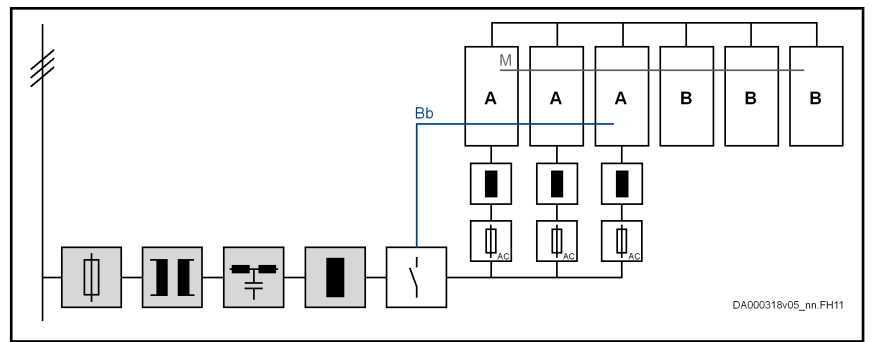 M
A A A B B B
Bb
AC AC AC
DA000318v05_nn.FH11